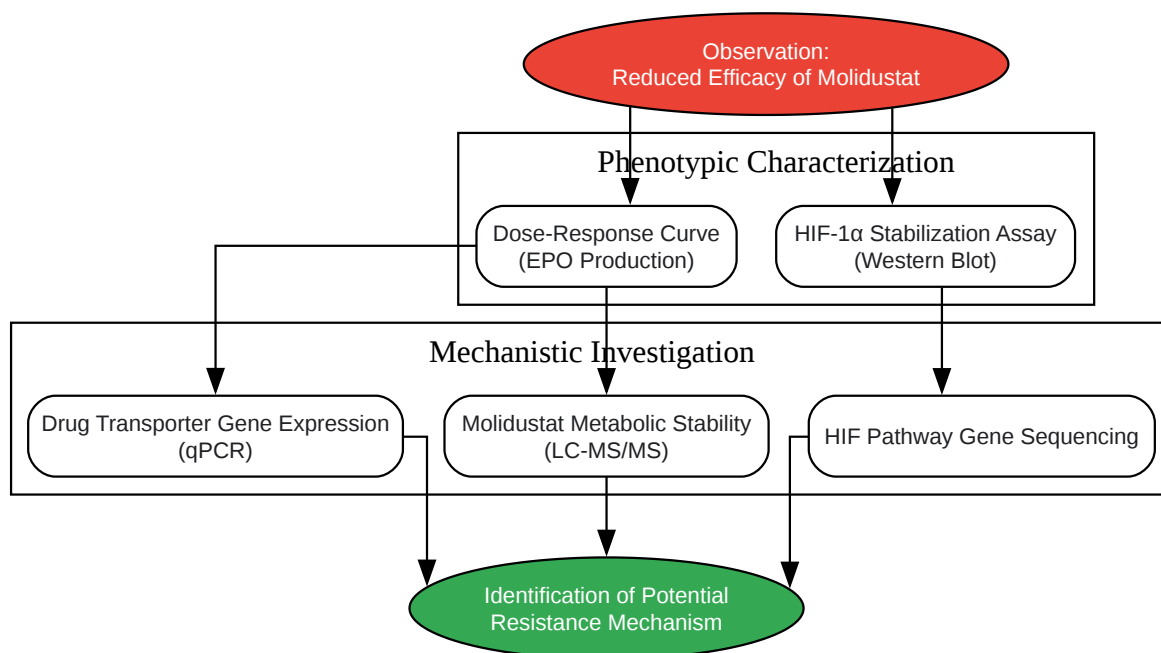 Observation:
Reduced Efficacy of Molidustat
Phenotypic Characterization
Dose-Response Curve
(EPO Production)
HIF-1α Stabilization Assay
(Western Blot)
Mechanistic Investigation
Drug Transporter Gene Expression
(qPCR)
Molidustat Metabolic Stability
(LC-MS/MS)
HIF Pathway Gene Sequencing
Identification of Potential
Resistance Mechanism